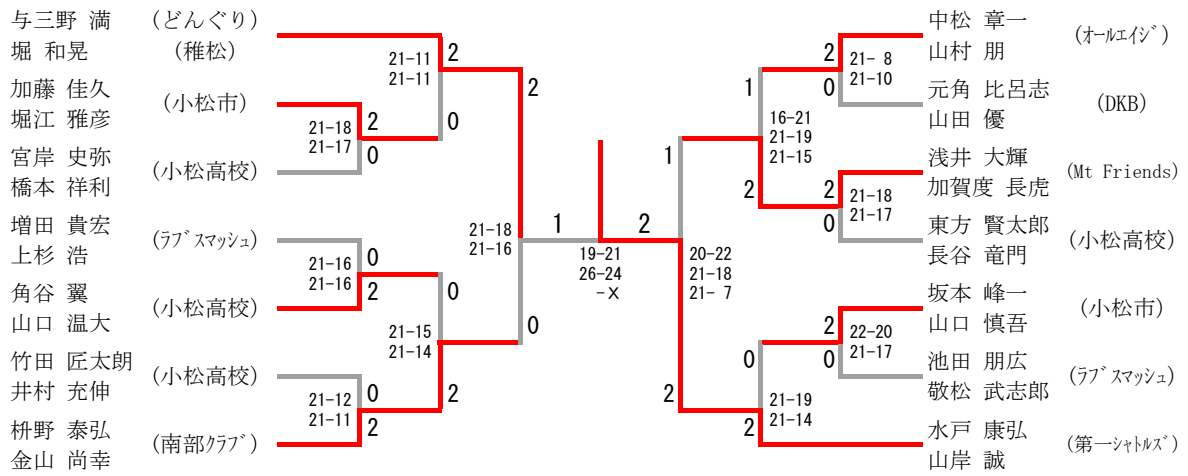 与三野 満 (どんぐり)
堀 和晃 (稚松)
加藤 佳久
堀江 雅彦
(小松市)
宮岸 史弥
橋本 祥利
(小松高校)
増田 貴宏
上杉 浩
(ﾗﾌﾞｽマッシュ)
角谷 翼
山口 温大
(小松高校)
竹田 匠太朗
井村 充伸
(小松高校)
枡野 泰弘
金山 尚幸
(南部ｸﾗﾌﾞ)
21-11
21-11
2
0
21-18
21-17
2
0
21-16
21-16
0
2
21-12
21-11
0
2
21-15
21-14
0
2
21-18
21-16
2
0
1
2
19-21
26-24
-X
20-22
21-18
21- 7
1
2
16-21
21-19
21-15
1
2
21-19
21-14
0
2
21- 8
21-10
2
0
21-18
21-17
2
0
22-20
21-17
2
0
中松 章一
山村 朋
(ｵｰﾙｴｲｼﾞ)
元角 比呂志
山田 優
(DKB)
浅井 大輝
加賀度 長虎
(Mt Friends)
東方 賢太郎
長谷 竜門
(小松高校)
坂本 峰一
山口 慎吾
(小松市)
池田 朋広
敬松 武志郎
(ﾗﾌﾞｽﾏｯｼｭ)
水戸 康弘
山岸 誠
(第一ｼｬﾄﾙｽﾞ)